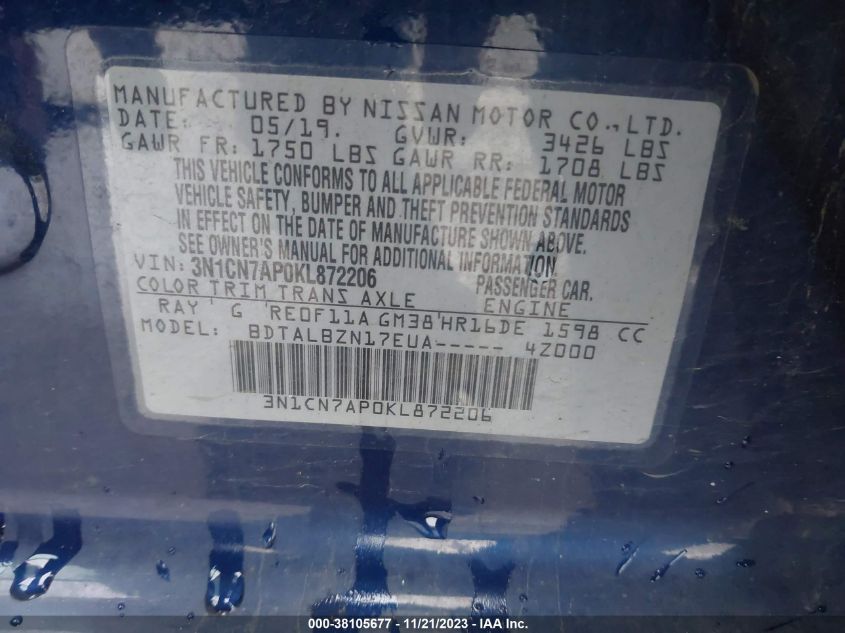 MANUFACTURED BY NISSAN MOTOR CO., LTD.
DATE: 05/19. GVWR: 3426 LBS
GAWR FR: 1750 LBS GAWR RR: 1708 LBS
THIS VEHICLE CONFORMS TO ALL APPLICABLE FEDERAL MOTOR
VEHICLE SAFETY, BUMPER AND THEFT PREVENTION STANDARDS
IN EFFECT ON THE DATE OF MANUFACTURE SHOWN ABOVE.
SEE OWNER'S MANUAL FOR ADDITIONAL INFORMATION
VIN: 3N1CN7AP0KL872206 PASSENGER CAR.
COLOR TRIM TRANS AXLE ENGINE
RAY ' G 'RE0F11A GM38'HR16DE 1598 CC
MODEL: BDTALBZN17EUA----- 4Z000
3N1CN7AP0KL872206
000-38105677 - 11/21/2023 - IAA Inc.